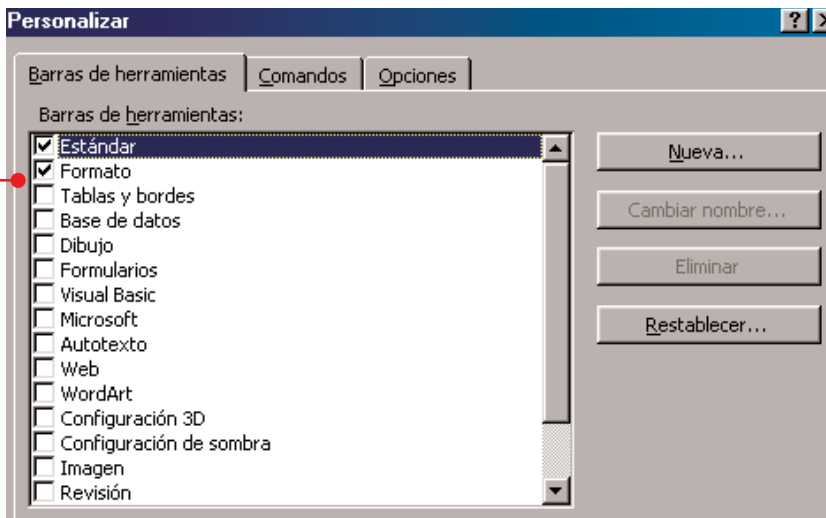 Personalizar
Barras de herramientas Comandos Opciones
Barras de herramientas:
Estándar
Formato
Tablas y bordes
Base de datos
Dibujo
Formularios
Visual Basic
Microsoft
Autotexto
Web
WordArt
Configuración 3D
Configuración de sombra
Imagen
Revisión
Nueva...
Cambiar nombre...
Eliminar
Restablecer...